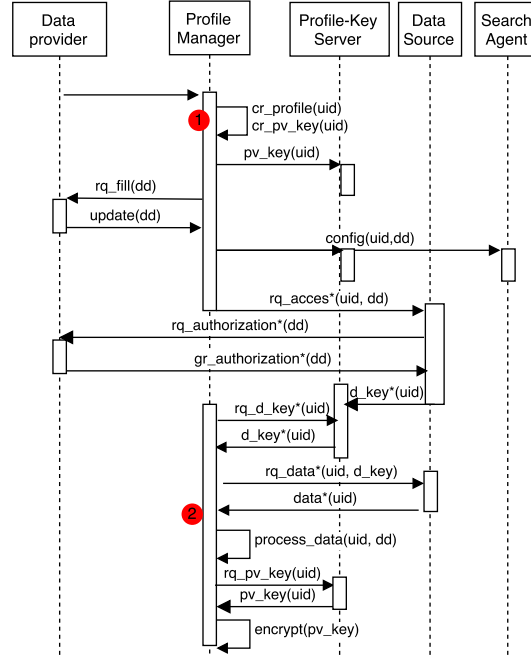 Data
provider
Profile
Manager
Profile-Key
Server
Data
Source
Search
Agent
cr_profile(uid)
1
cr_pv_key(uid)
pv_key(uid)
rq_fill(dd)
update(dd)
config(uid,dd)
rq_acces*(uid, dd)
rq_authorization*(dd)
gr_authorization*(dd)
d_key*(uid)
rq_d_key*(uid)
d_key*(uid)
rq_data*(uid, d_key)
data*(uid)
2
process_data(uid, dd)
rq_pv_key(uid)
pv_key(uid)
encrypt(pv_key)